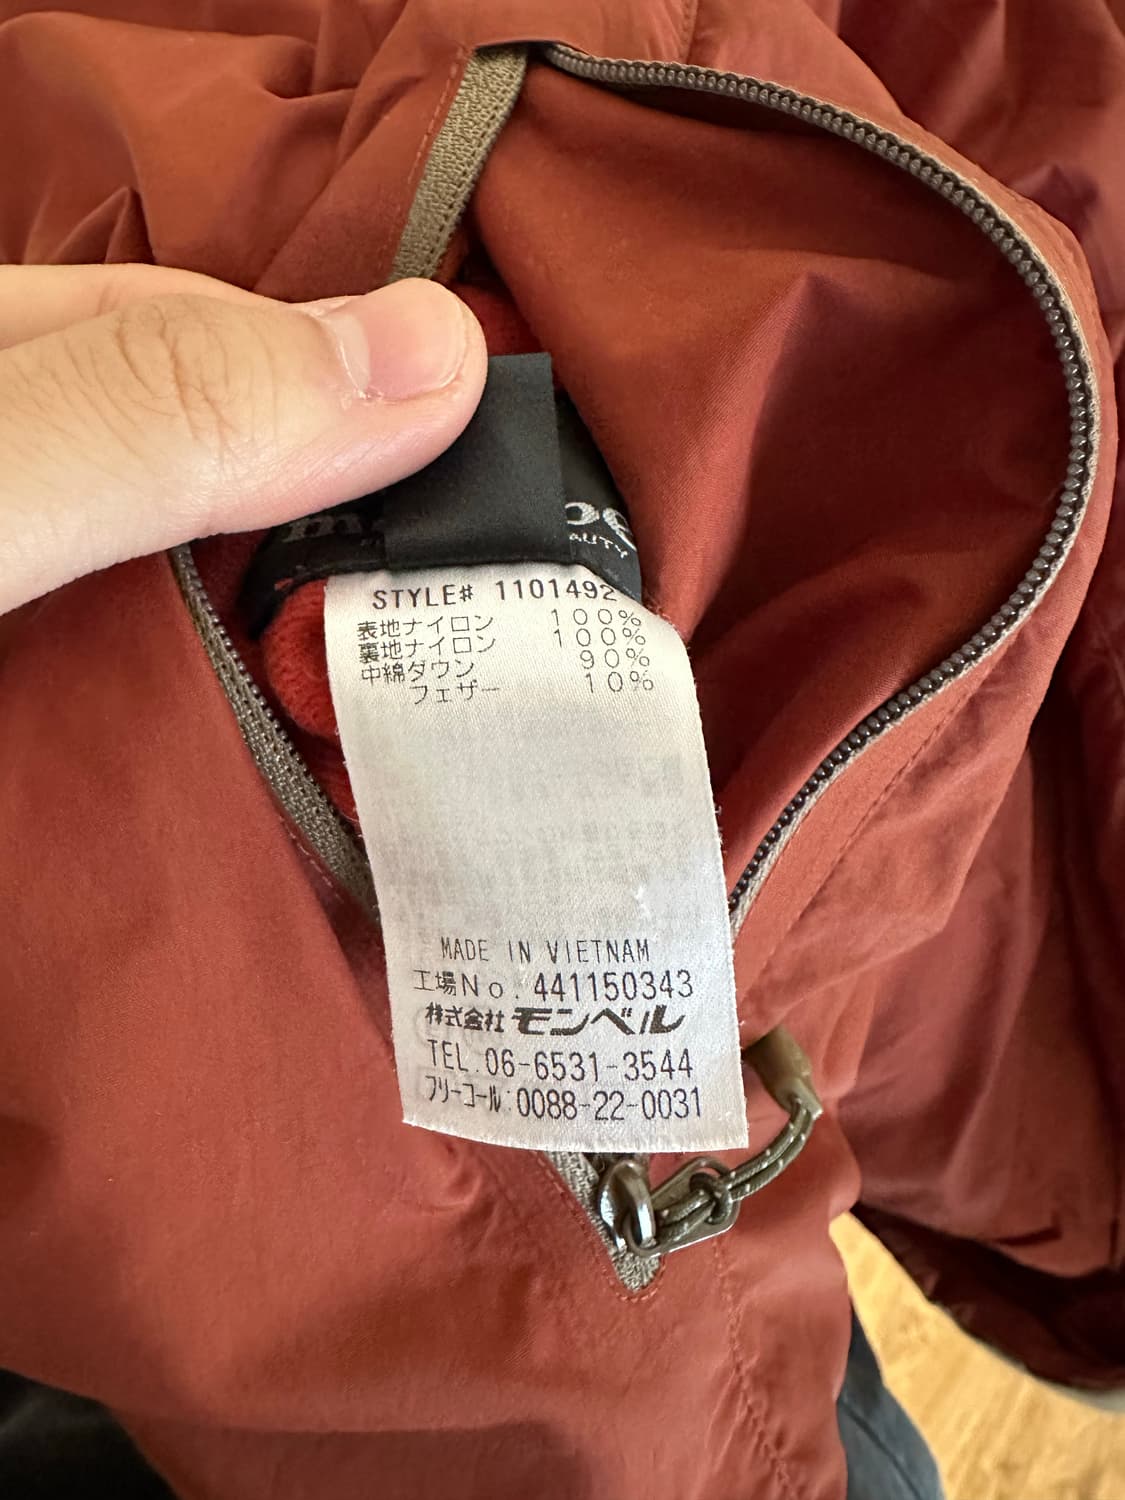 STYLE# 1101492
表地ナイロン 100%
裏地ナイロン 100%
中綿ダウン 90%
フェザー 10%
MADE IN VIETNAM
工場No. 441150343
株式会社 モンベル
TEL.06-6531-3544
フリーコール:0088-22-0031